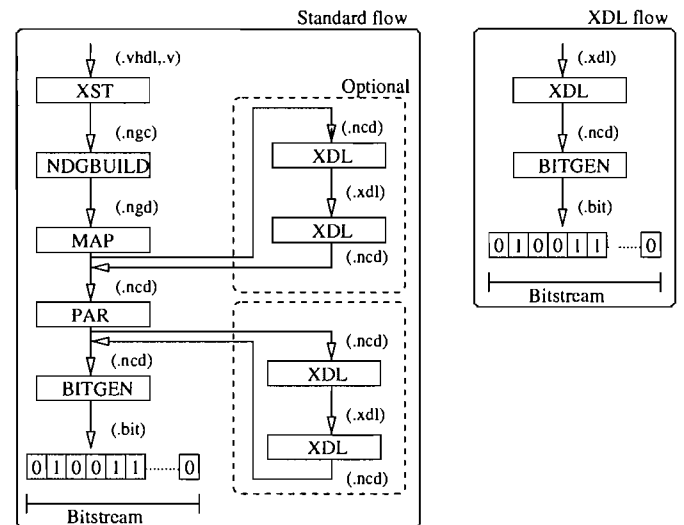 Standard flow
(.vhdl,.v)
XST
(.ngc)
NDGBUILD
(.ngd)
MAP
(.ncd)
PAR
(.ncd)
BITGEN
(.bit)
0 1 0 0 1 1 ........ 0
Bitstream
Optional
(.ncd)
XDL
(.xdl)
XDL
(.ncd)
(.ncd)
XDL
(.xdl)
XDL
(.ncd)
XDL flow
(.xdl)
XDL
(.ncd)
BITGEN
(.bit)
0 1 0 0 1 1 ...... 0
Bitstream